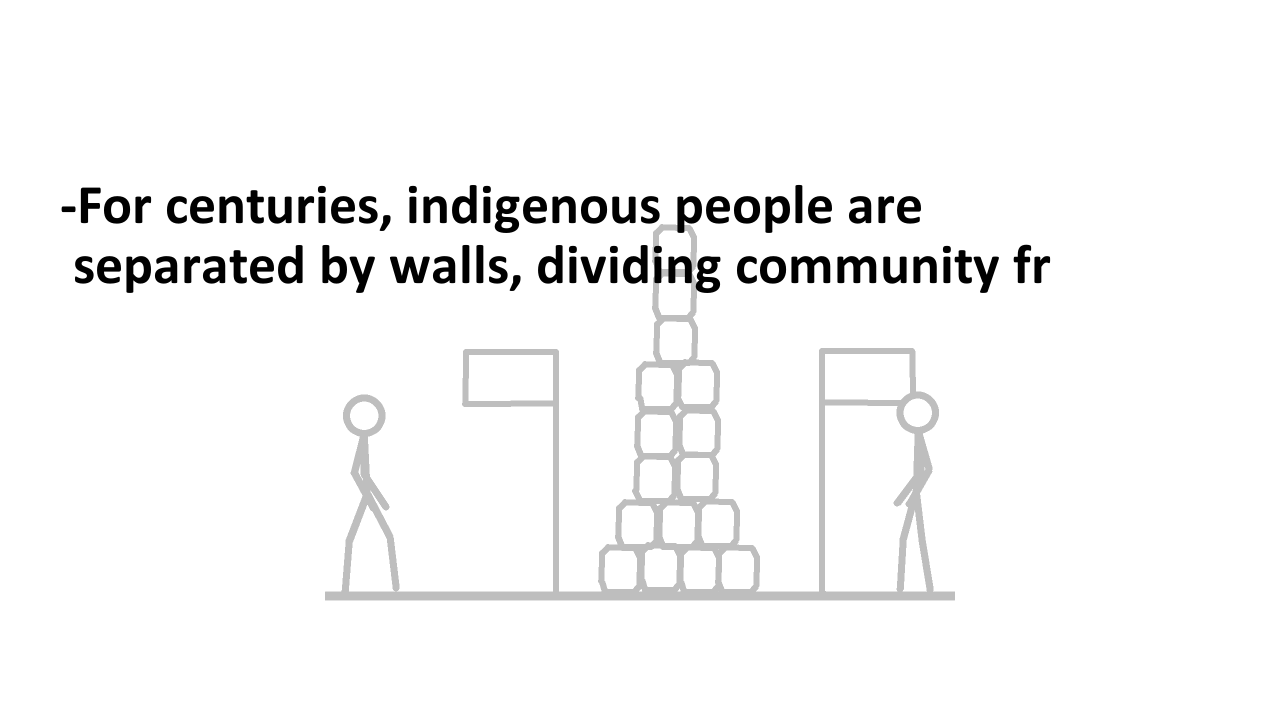 -For centuries, indigenous people are
separated by walls, dividing community fr